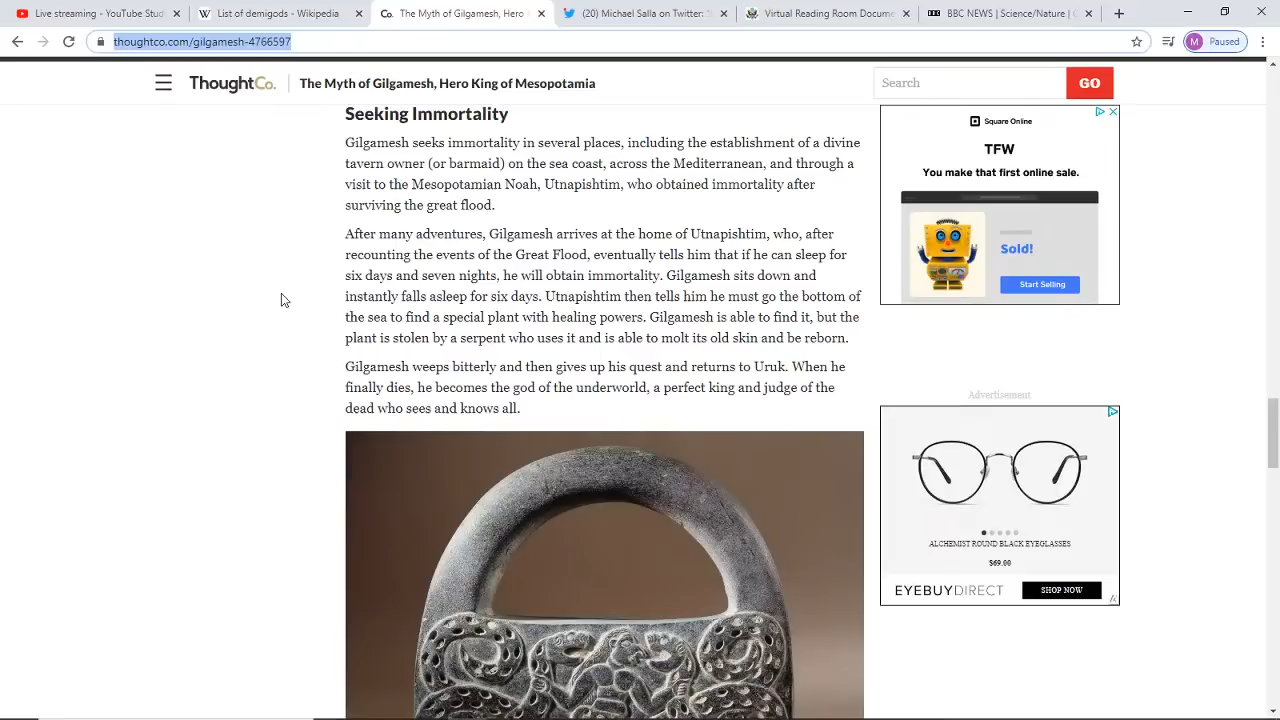 Live streaming - YouTube Stud
List of demigods - Wikipedia
The Myth of Gilgamesh, Hero
(20) Michael Salla on Twitter: "
Virtual Reading Room Docume
BBC NEWS | Science/Nature | G
thoughtco.com/gilgamesh-4766597
M Paused
ThoughtCo.
The Myth of Gilgamesh, Hero King of Mesopotamia
Search
GO
Seeking Immortality
Gilgamesh seeks immortality in several places, including the establishment of a divine
tavern owner (or barmaid) on the sea coast, across the Mediterranean, and through a
visit to the Mesopotamian Noah, Utnapishtim, who obtained immortality after
surviving the great flood.
After many adventures, Gilgamesh arrives at the home of Utnapishtim, who, after
recounting the events of the Great Flood, eventually tells him that if he can sleep for
six days and seven nights, he will obtain immortality. Gilgamesh sits down and
instantly falls asleep for six days. Utnapishtim then tells him he must go the bottom of
the sea to find a special plant with healing powers. Gilgamesh is able to find it, but the
plant is stolen by a serpent who uses it and is able to molt its old skin and be reborn.
Gilgamesh weeps bitterly and then gives up his quest and returns to Uruk. When he
finally dies, he becomes the god of the underworld, a perfect king and judge of the
dead who sees and knows all.
Square Online
TFW
You make that first online sale.
Sold!
Start Selling
Advertisement
ALCHEMIST ROUND BLACK EYEGLASSES
$69.00
EYEBUYDIRECT
SHOP NOW